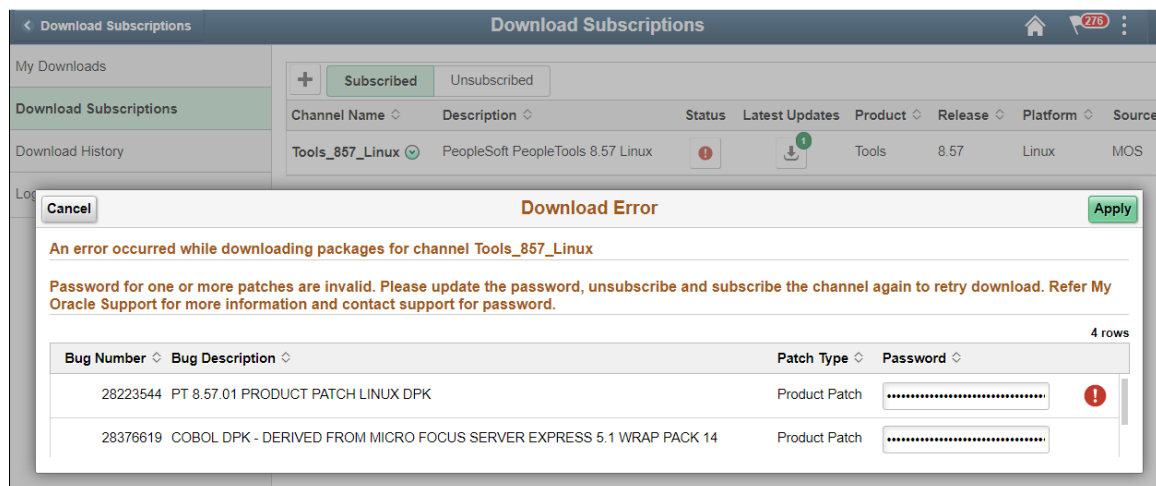 Download Subscriptions
Download Subscriptions
276
My Downloads
Download Subscriptions
Download History
Subscribed
Unsubscribed
Channel Name Description Status Latest Updates Product Release Platform Source
Tools_857_Linux PeopleSoft PeopleTools 8.57 Linux 1 Tools 8.57 Linux MOS
Cancel
Download Error
Apply
An error occurred while downloading packages for channel Tools_857_Linux
Password for one or more patches are invalid. Please update the password, unsubscribe and subscribe the channel again to retry download. Refer My
Oracle Support for more information and contact support for password.
4 rows
Bug Number Bug Description Patch Type Password
28223544 PT 8.57.01 PRODUCT PATCH LINUX DPK Product Patch
28376619 COBOL DPK - DERIVED FROM MICRO FOCUS SERVER EXPRESS 5.1 WRAP PACK 14 Product Patch